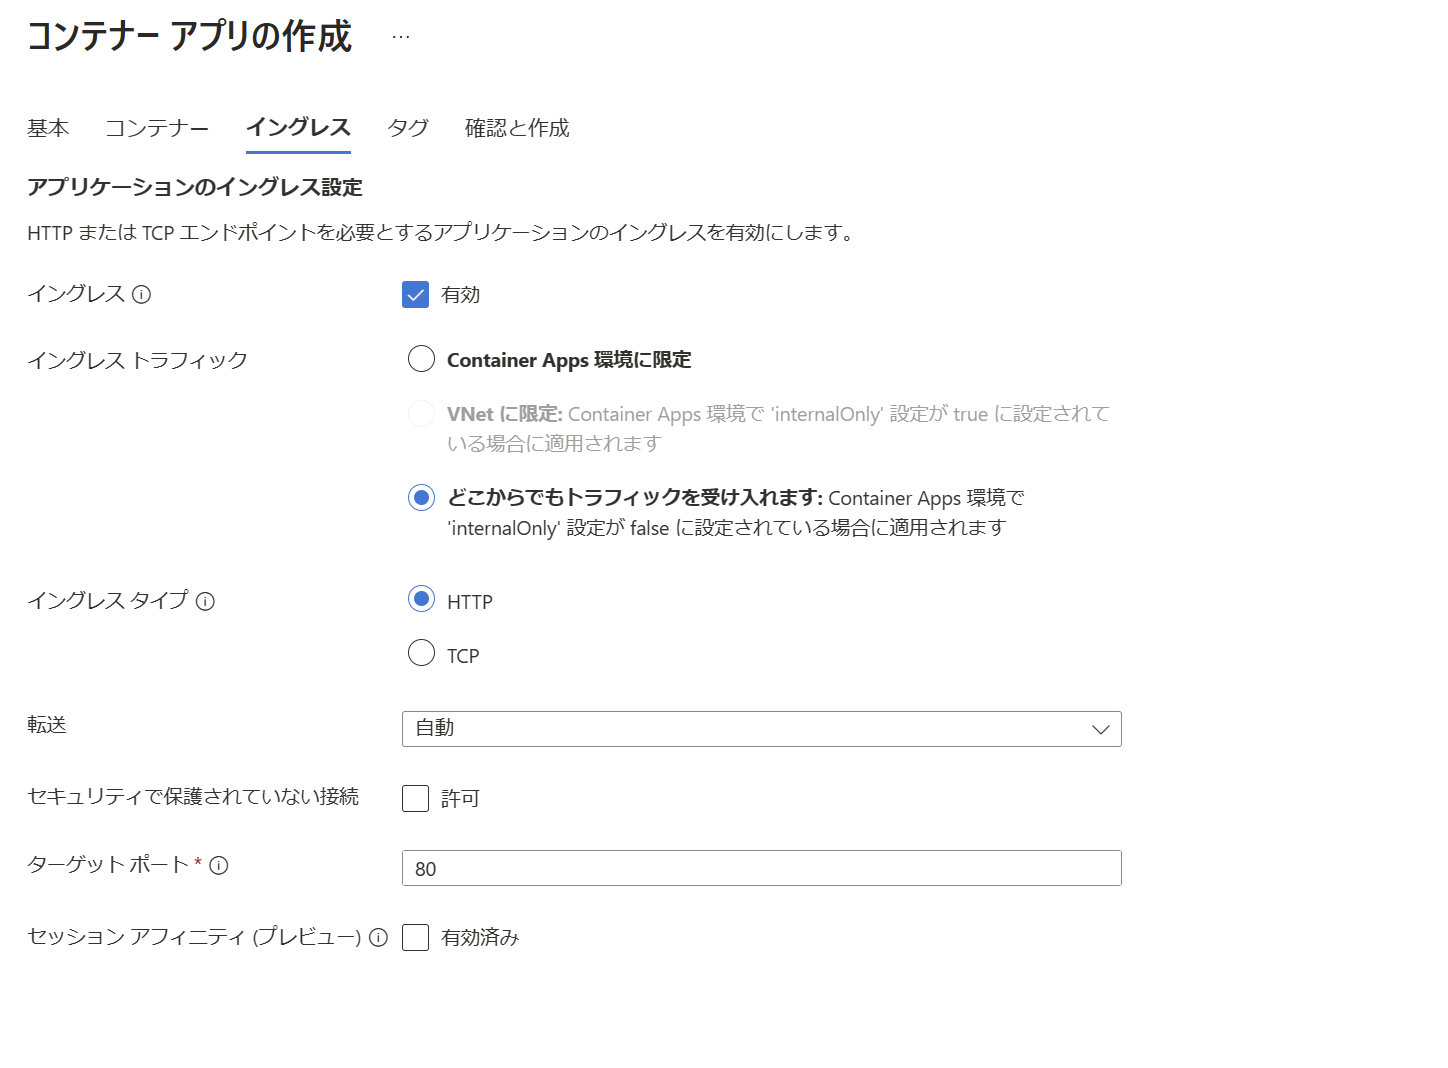 コンテナー アプリの作成 …
基本 コンテナー イングレス タグ 確認と作成
アプリケーションのイングレス設定
HTTP または TCP エンドポイントを必要とするアプリケーションのイングレスを有効にします。
イングレス 有効
イングレス トラフィック Container Apps 環境に限定
VNet に限定: Container Apps 環境で 'internalOnly' 設定が true に設定されて
いる場合に適用されます
どこからでもトラフィックを受け入れます: Container Apps 環境で
'internalOnly' 設定が false に設定されている場合に適用されます
イングレス タイプ HTTP
TCP
転送 自動
セキュリティで保護されていない接続 許可
ターゲット ポート * 80
セッション アフィニティ (プレビュー) 有効済み